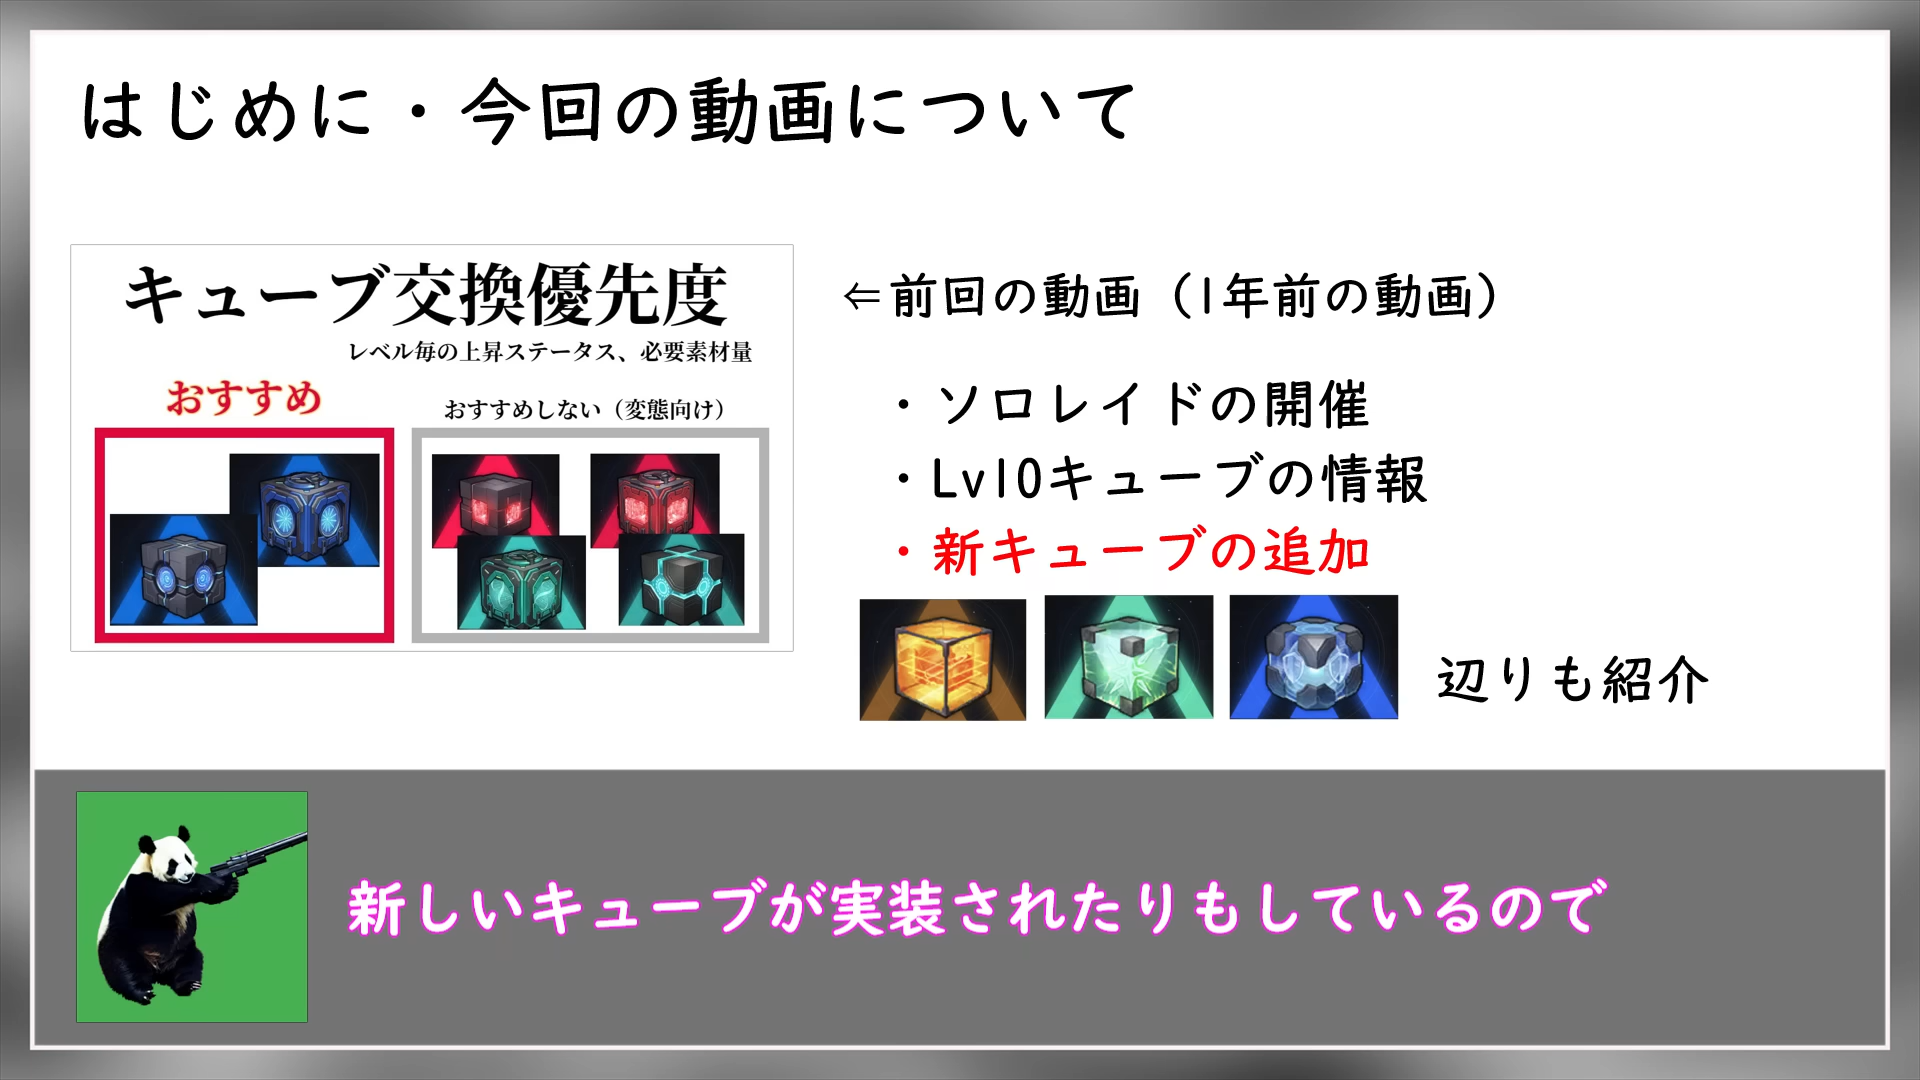 はじめに・今回の動画について
キューブ交換優先度
レベル毎の上昇ステータス、必要素材量
おすすめ
おすすめしない（変態向け）
⇐前回の動画（1年前の動画）
・ソロレイドの開催
・Lv10キューブの情報
・新キューブの追加
辺りも紹介
新しいキューブが実装されたりもしているので